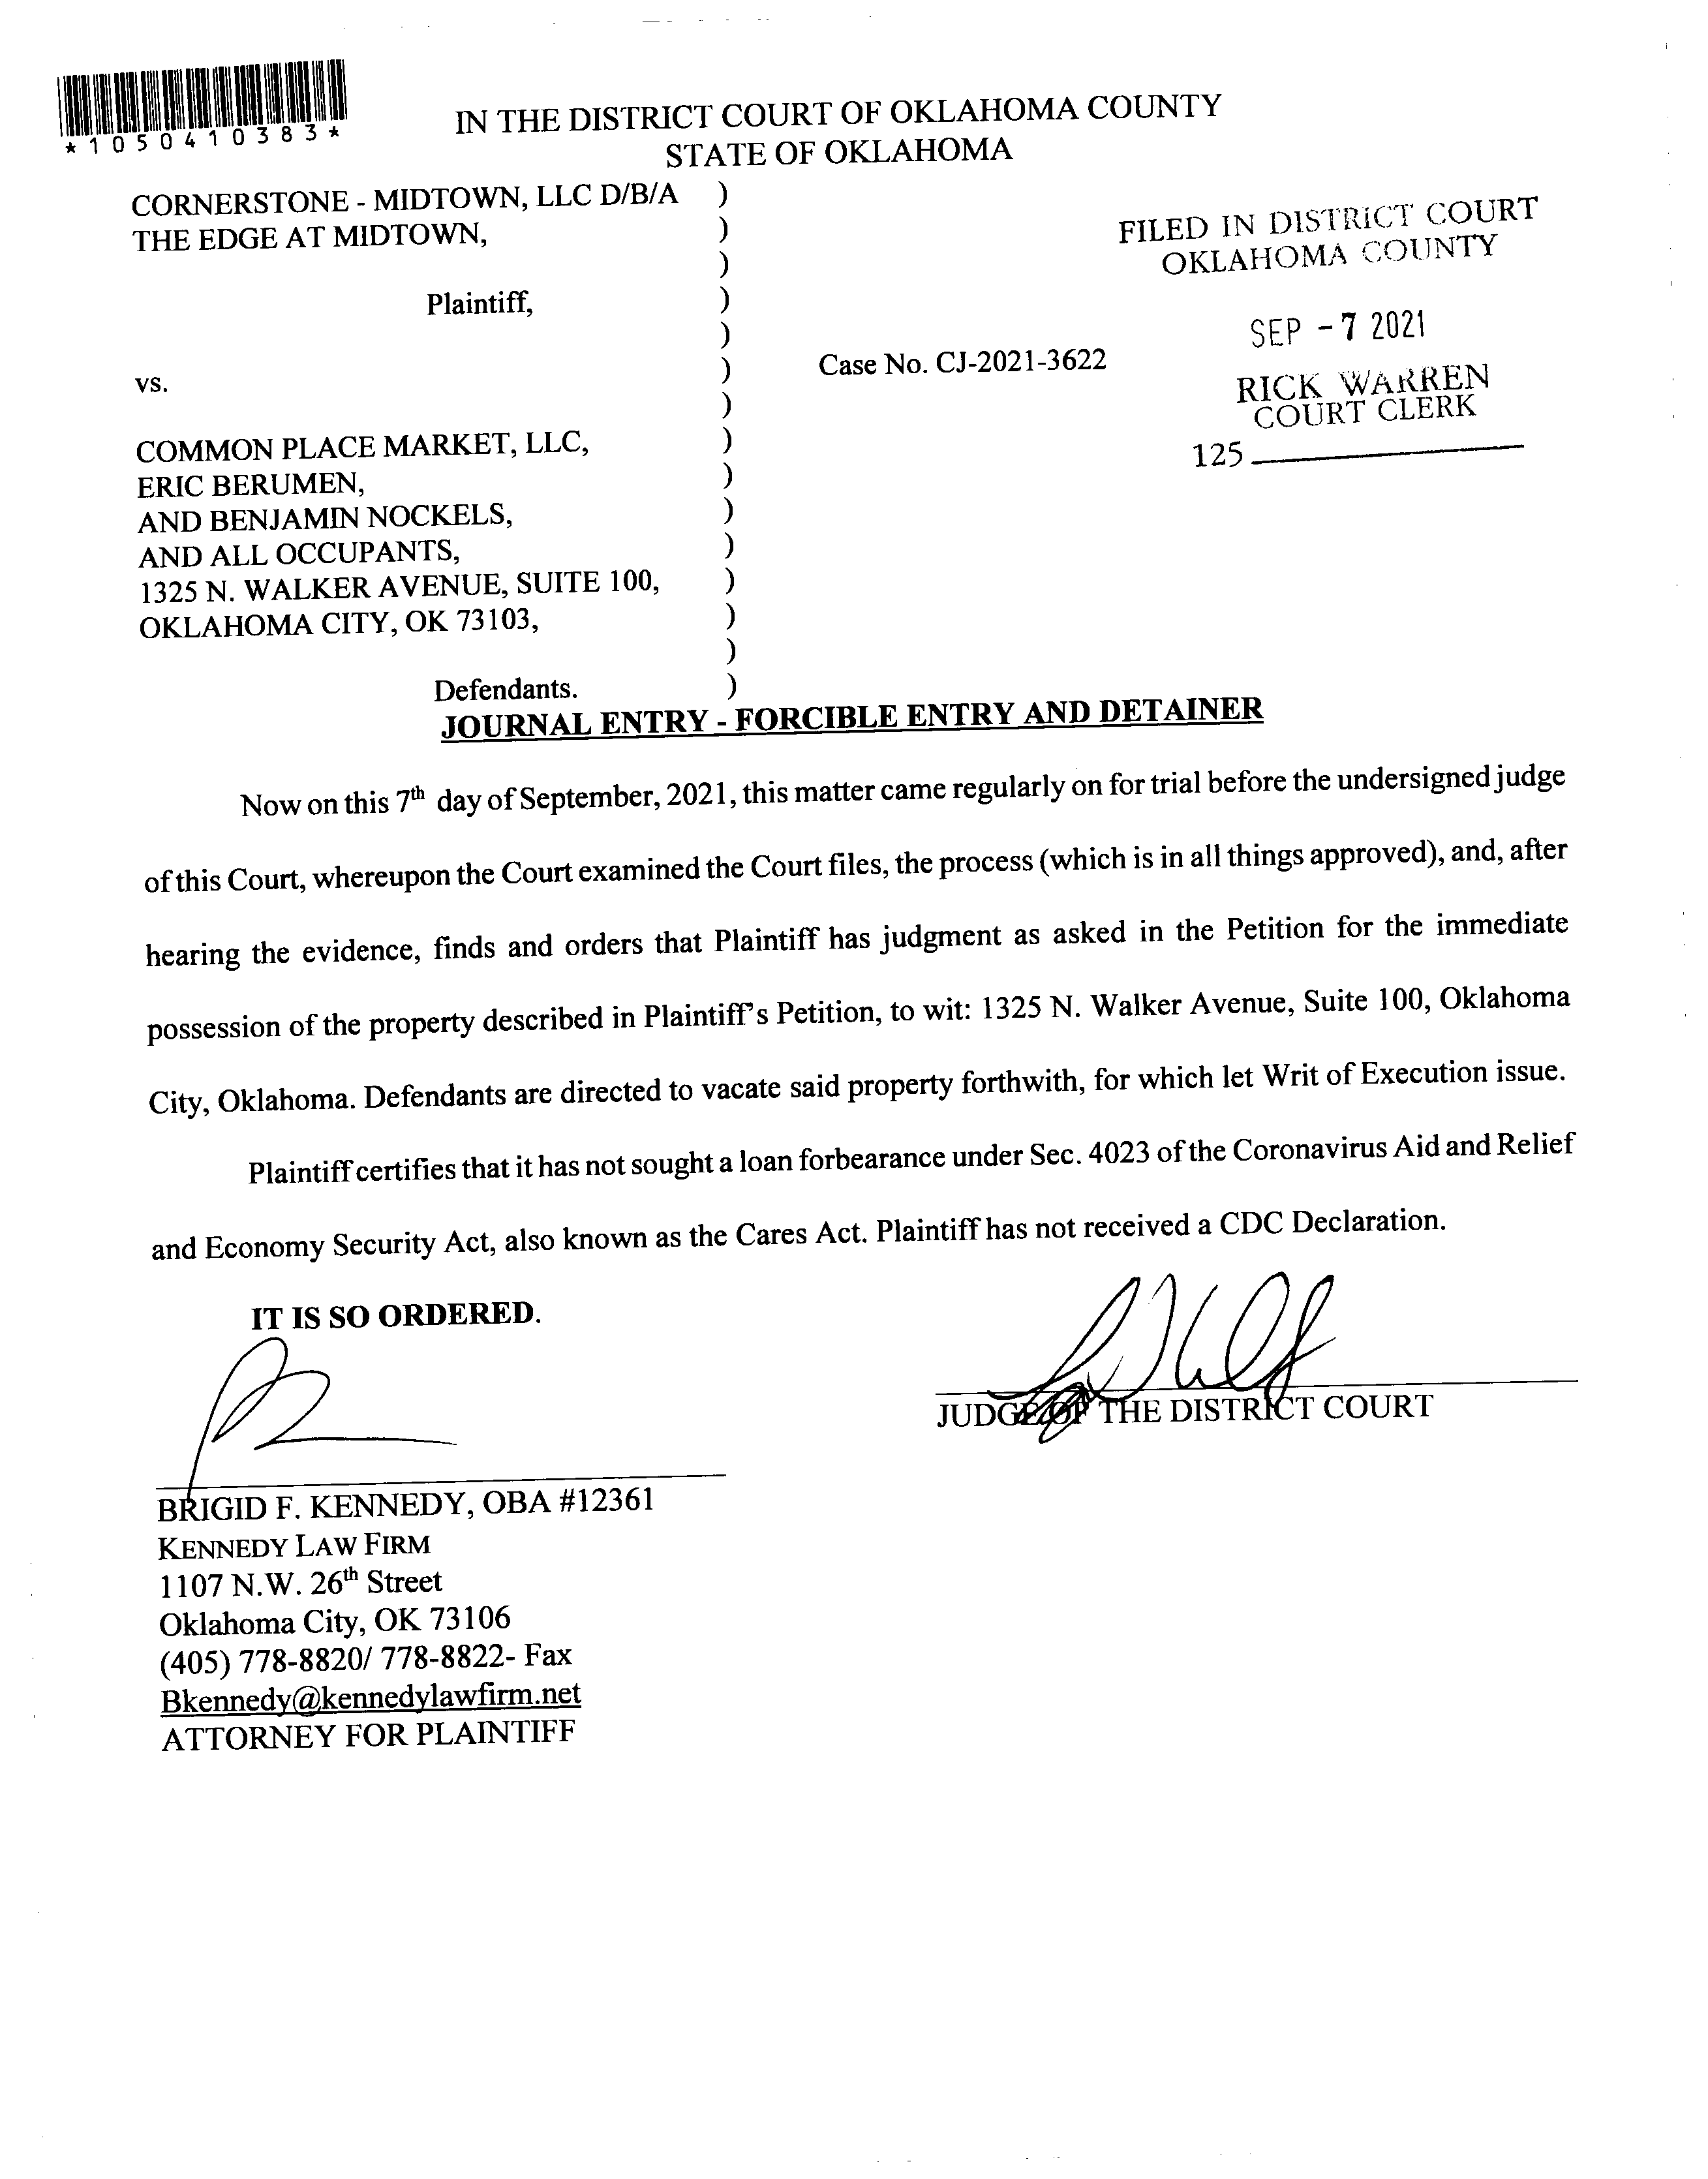 *1050410383*
IN THE DISTRICT COURT OF OKLAHOMA COUNTY
STATE OF OKLAHOMA
CORNERSTONE - MIDTOWN, LLC D/B/A )
THE EDGE AT MIDTOWN, )
)
Plaintiff, )
)
vs. )
)
COMMON PLACE MARKET, LLC, )
ERIC BERUMEN, )
AND BENJAMIN NOCKELS, )
AND ALL OCCUPANTS, )
1325 N. WALKER AVENUE, SUITE 100, )
OKLAHOMA CITY, OK 73103, )
)
Defendants. )
Case No. CJ-2021-3622
FILED IN DISTRICT COURT
OKLAHOMA COUNTY
SEP -7 2021
RICK WARREN
COURT CLERK
125
JOURNAL ENTRY - FORCIBLE ENTRY AND DETAINER
Now on this 7th day of September, 2021, this matter came regularly on for trial before the undersigned judge
of this Court, whereupon the Court examined the Court files, the process (which is in all things approved), and, after
hearing the evidence, finds and orders that Plaintiff has judgment as asked in the Petition for the immediate
possession of the property described in Plaintiff's Petition, to wit: 1325 N. Walker Avenue, Suite 100, Oklahoma
City, Oklahoma. Defendants are directed to vacate said property forthwith, for which let Writ of Execution issue.
Plaintiff certifies that it has not sought a loan forbearance under Sec. 4023 of the Coronavirus Aid and Relief
and Economy Security Act, also known as the Cares Act. Plaintiff has not received a CDC Declaration.
IT IS SO ORDERED.
JUDGE OF THE DISTRICT COURT
BRIGID F. KENNEDY, OBA #12361
KENNEDY LAW FIRM
1107 N.W. 26th Street
Oklahoma City, OK 73106
(405) 778-8820/ 778-8822- Fax
Bkennedy@kennedylawfirm.net
ATTORNEY FOR PLAINTIFF